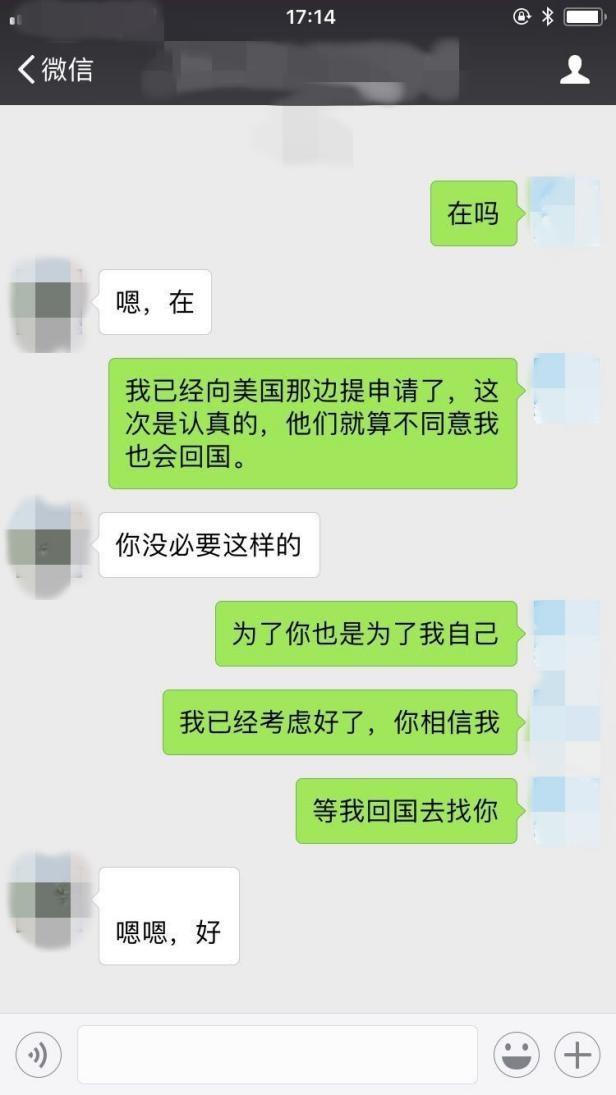 17:14
微信
在吗
嗯，在
我已经向美国那边提申请了，这
次是认真的，他们就算不同意我
也会回国。
你没必要这样的
为了你也是为了我自己
我已经考虑好了，你相信我
等我回国去找你
嗯嗯，好